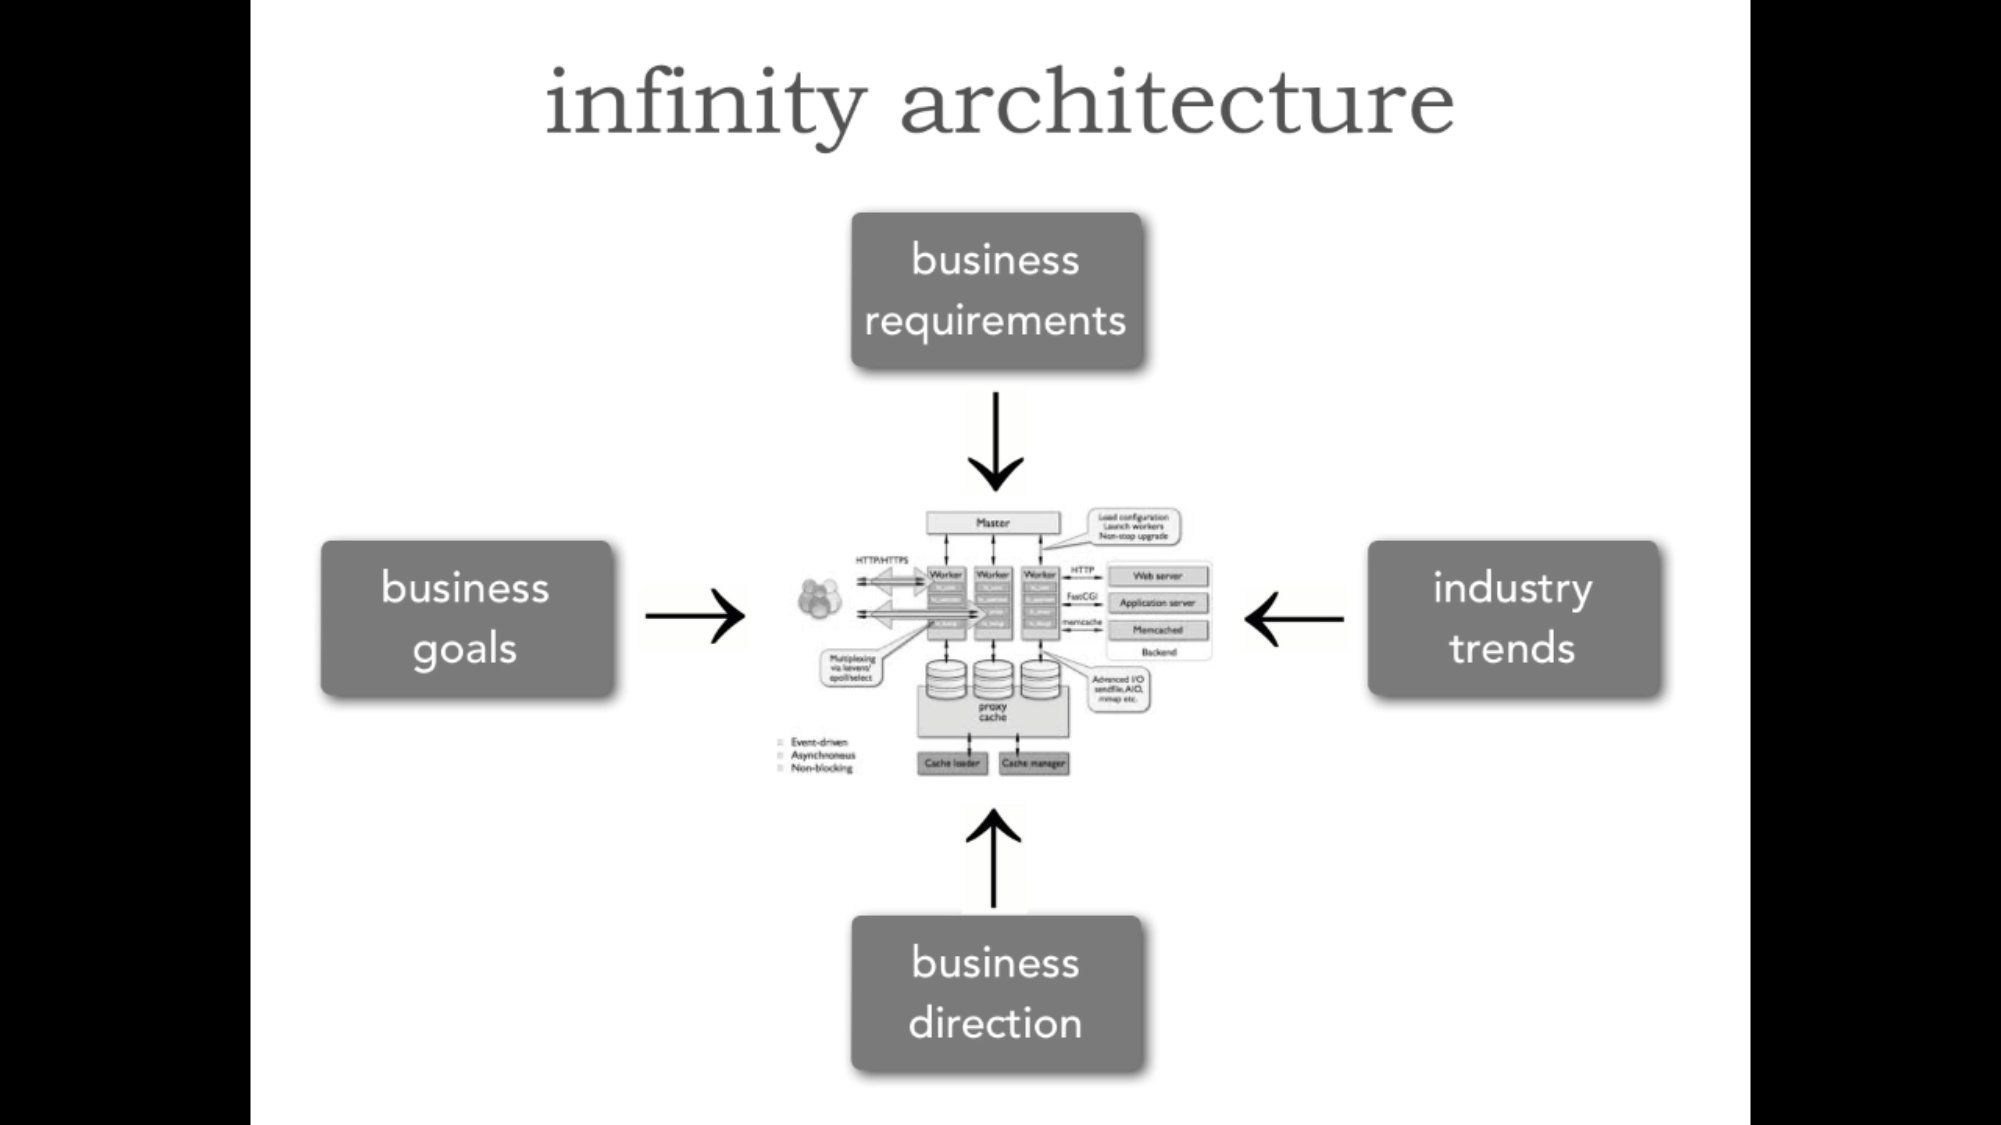 infinity architecture
business
requirements
Master
Load configuration
Launch workers
Non-stop upgrade
business
goals
HTTP/HTTPS
Worker
Worker
Worker
HTTP
Web server
FastCGI
Application server
memcache
Memcached
Backend
industry
trends
Multiplexing
via kevent/
epoll/select
Advanced I/O
sendfile, AIO,
mmap etc.
proxy
cache
Event-driven
Asynchronous
Non-blocking
Cache loader
Cache manager
business
direction